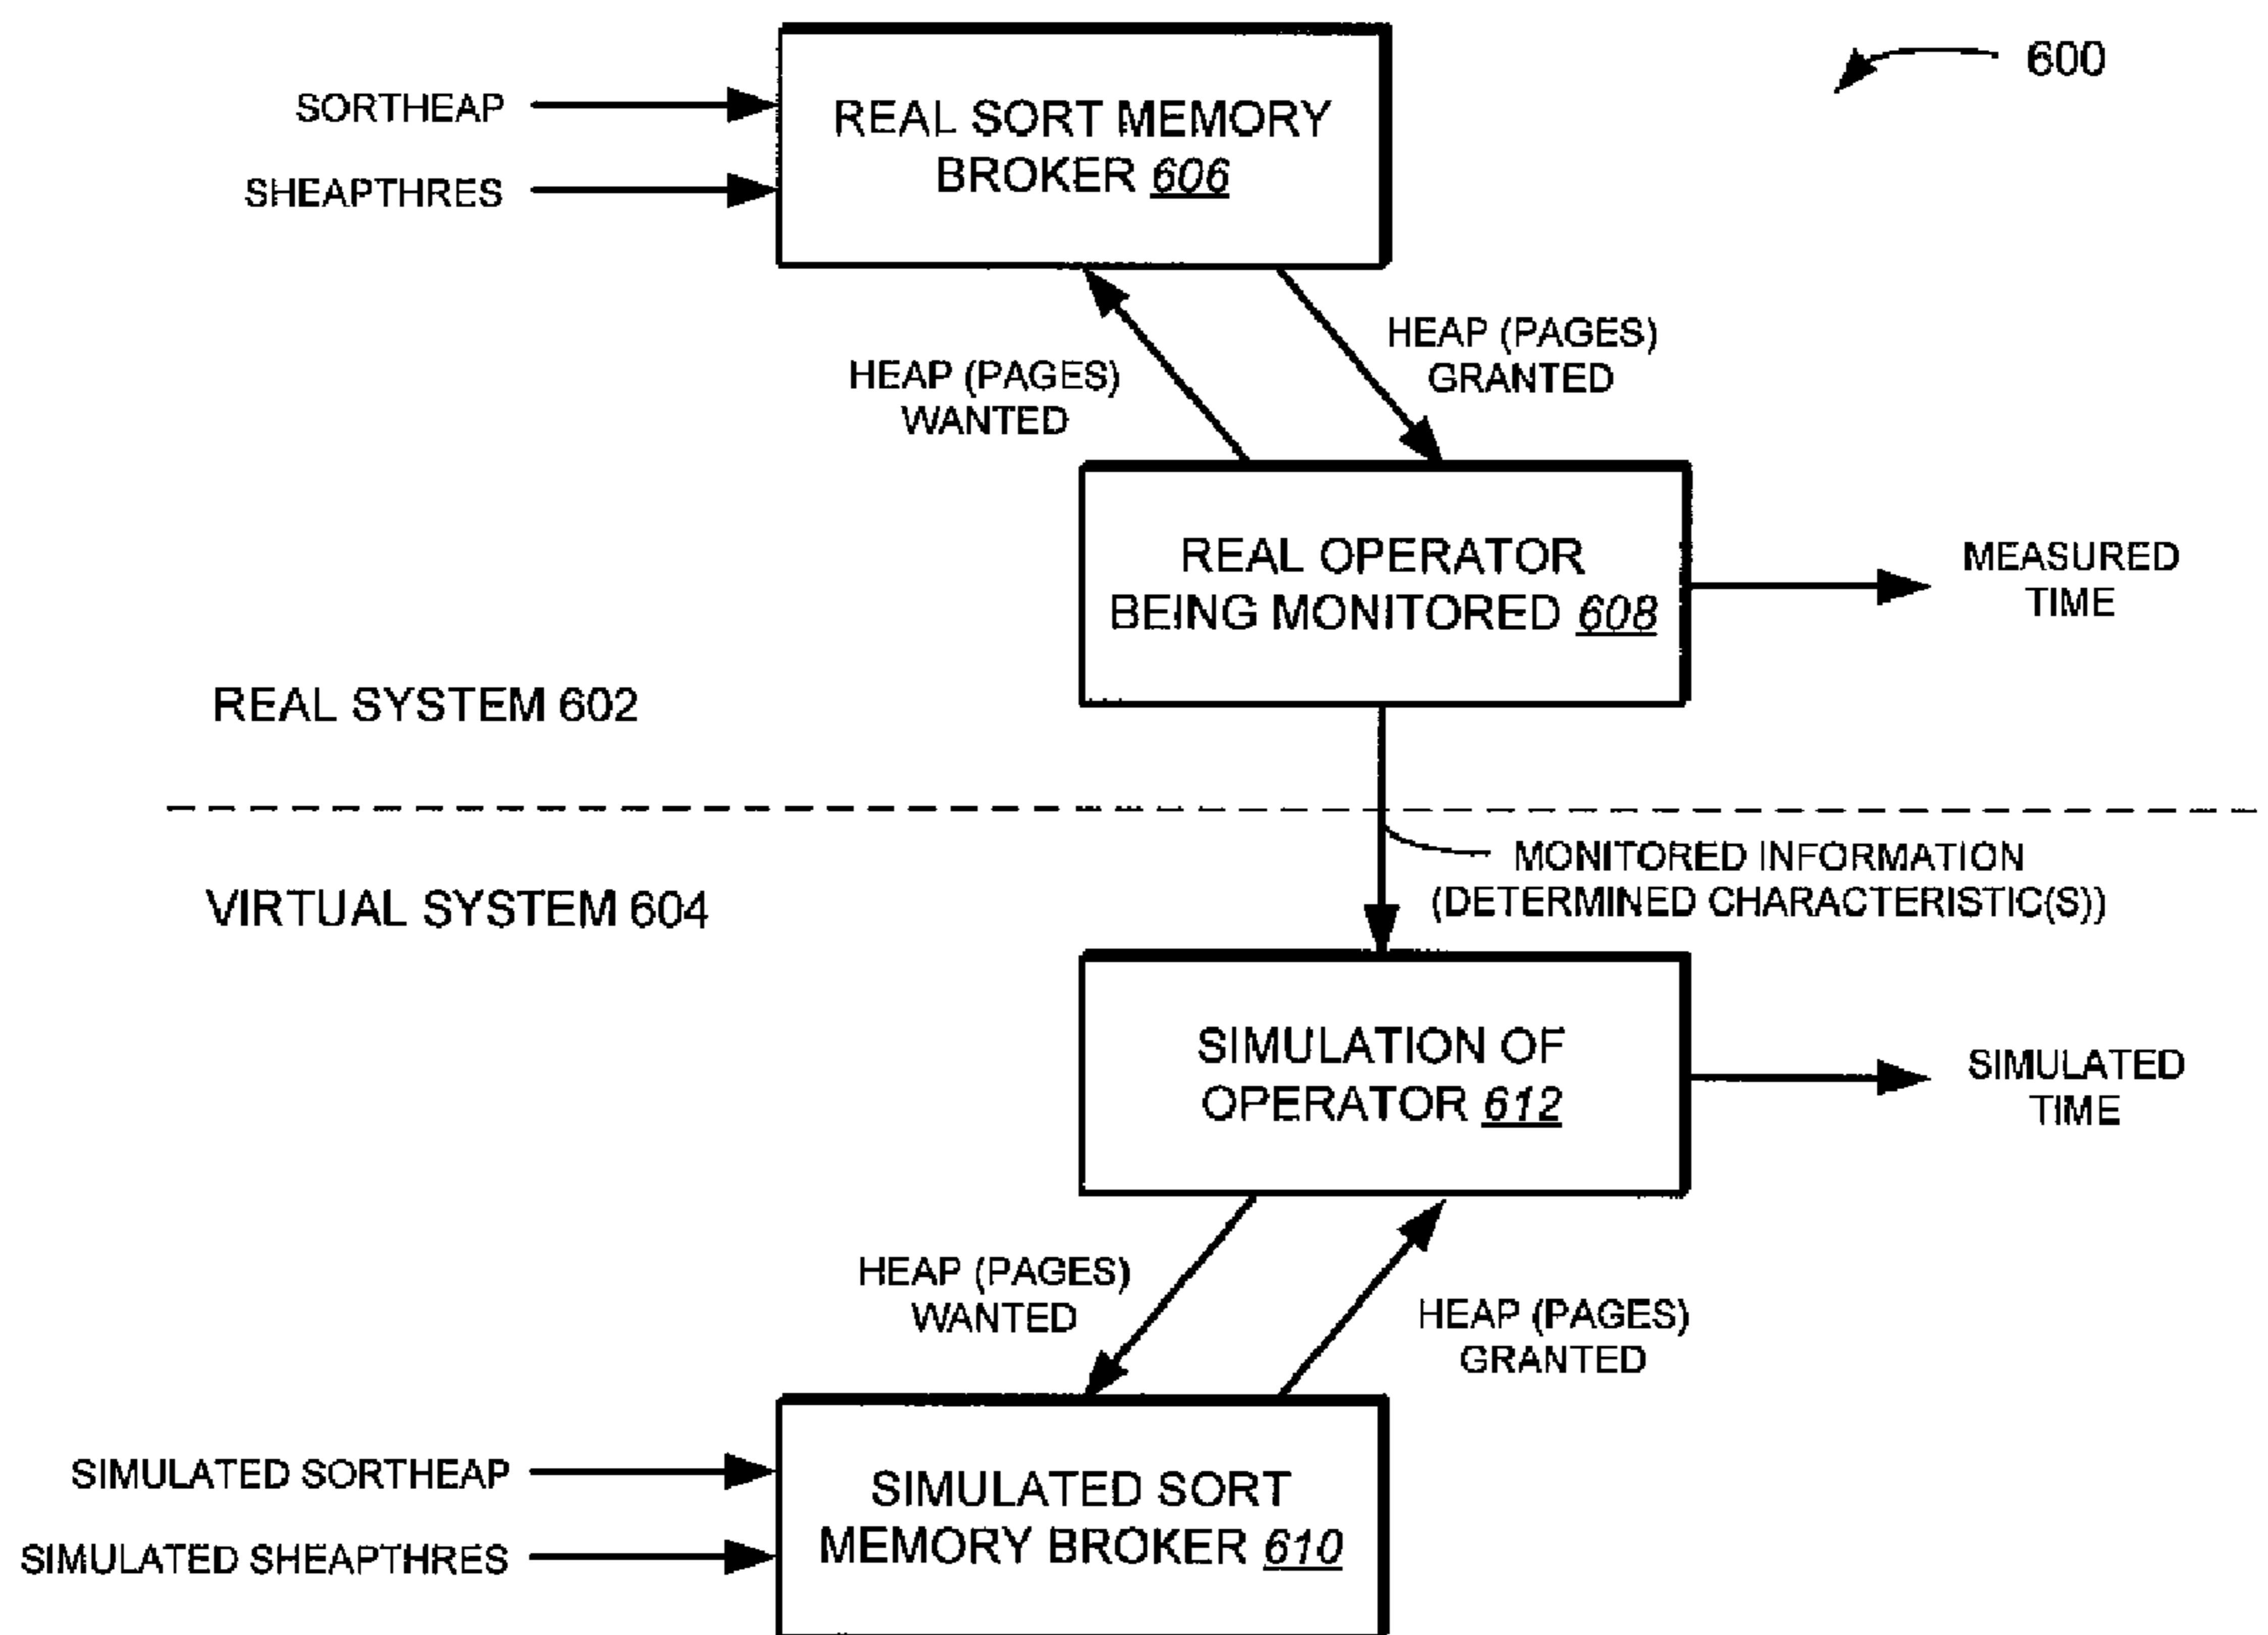 600
SORTHEAP
SHEAPTHRES
REAL SORT MEMORY
BROKER 606
HEAP (PAGES)
WANTED
HEAP (PAGES)
GRANTED
REAL OPERATOR
BEING MONITORED 608
MEASURED
TIME
REAL SYSTEM 602
VIRTUAL SYSTEM 604
MONITORED INFORMATION
(DETERMINED CHARACTERISTIC(S))
SIMULATION OF
OPERATOR 612
SIMULATED
TIME
HEAP (PAGES)
WANTED
HEAP (PAGES)
GRANTED
SIMULATED SORTHEAP
SIMULATED SHEAPTHRES
SIMULATED SORT
MEMORY BROKER 610